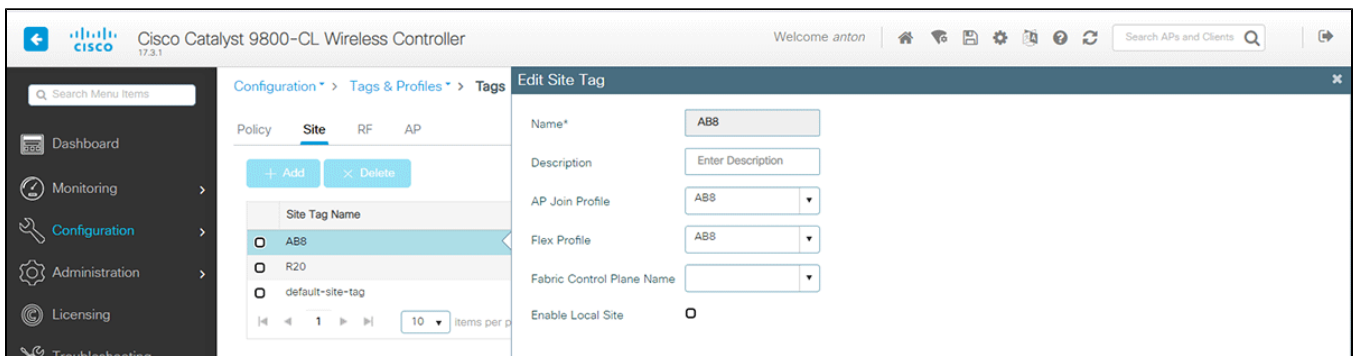 cisco
Cisco Catalyst 9800-CL Wireless Controller
17.3.1
Welcome anton
Search APs and Clients
Search Menu Items
Dashboard
Monitoring
Configuration
Administration
Licensing
Troubleshooting
Configuration > Tags & Profiles > Tags
Policy Site RF AP
+ Add × Delete
Site Tag Name
AB8
R20
default-site-tag
1 10 items per p
Edit Site Tag
Name* AB8
Description Enter Description
AP Join Profile AB8
Flex Profile AB8
Fabric Control Plane Name
Enable Local Site